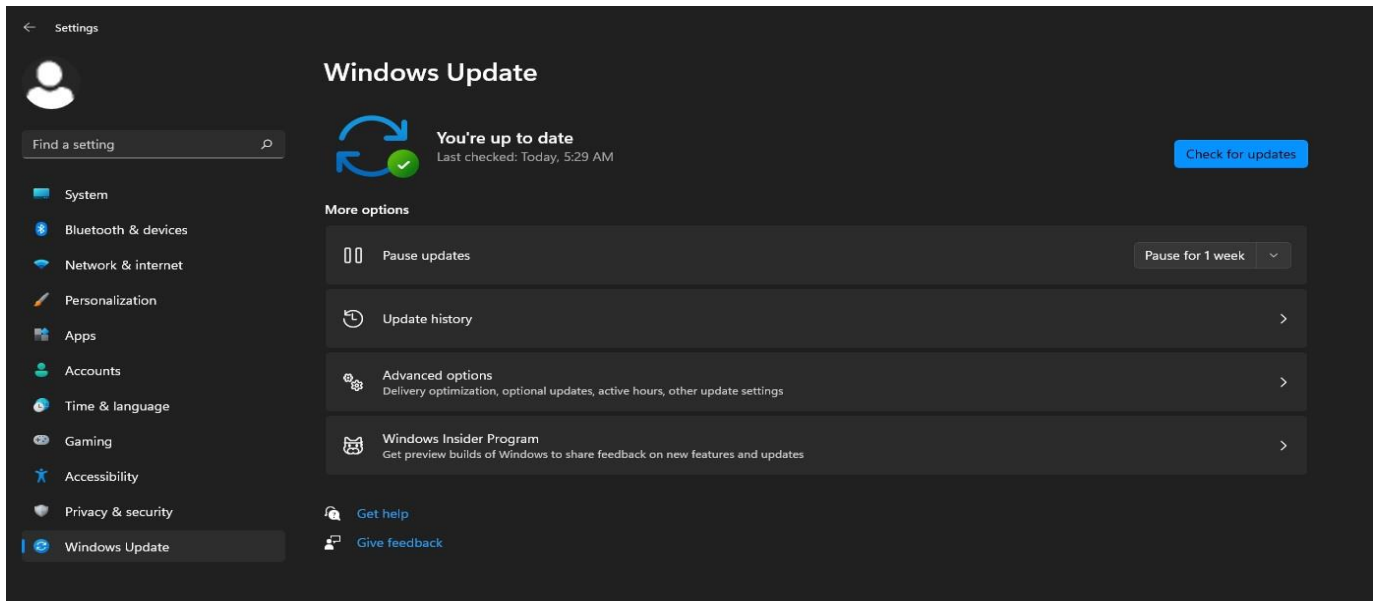 Settings
Find a setting
System
Bluetooth & devices
Network & internet
Personalization
Apps
Accounts
Time & language
Gaming
Accessibility
Privacy & security
Windows Update
Windows Update
You're up to date
Last checked: Today, 5:29 AM
Check for updates
More options
Pause updates
Pause for 1 week
Update history
Advanced options
Delivery optimization, optional updates, active hours, other update settings
Windows Insider Program
Get preview builds of Windows to share feedback on new features and updates
Get help
Give feedback